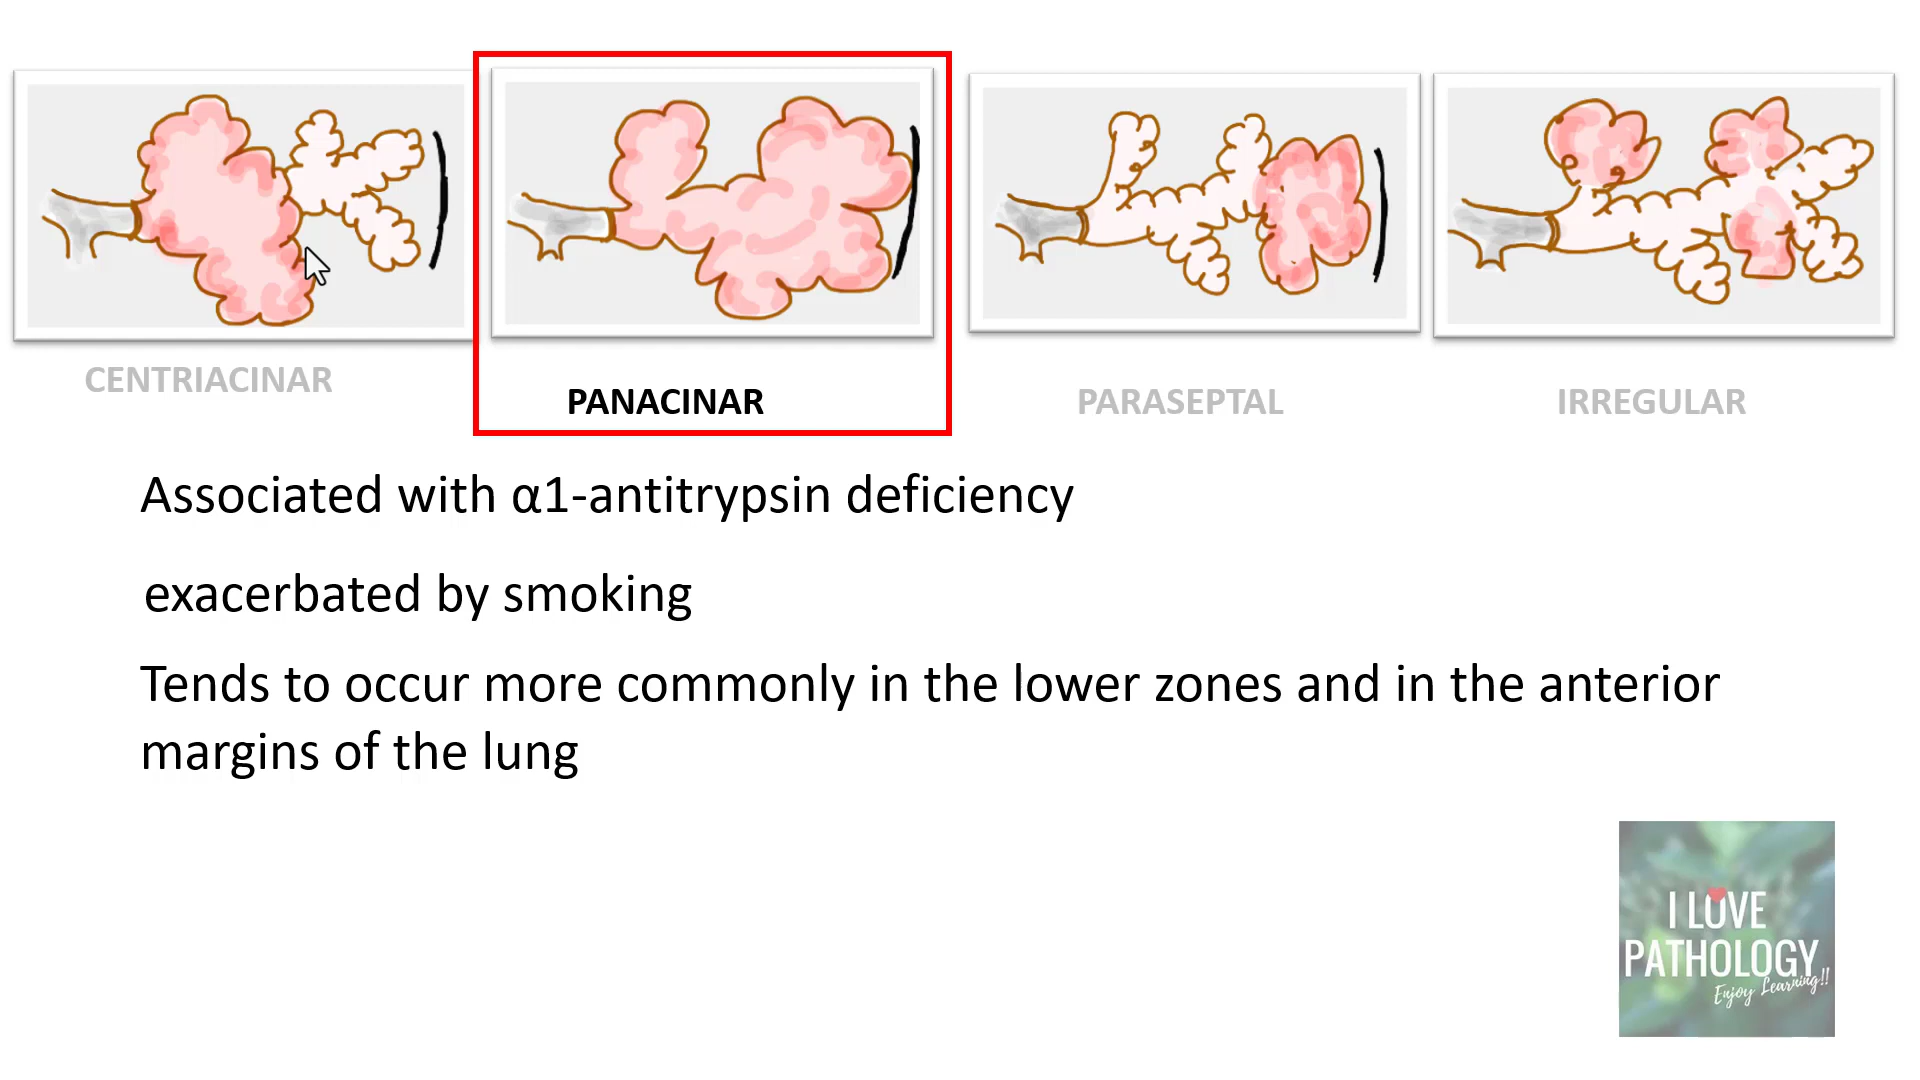 CENTRIACINAR
PANACINAR
PARASEPTAL
IRREGULAR
Associated with α1-antitrypsin deficiency
exacerbated by smoking
Tends to occur more commonly in the lower zones and in the anterior
margins of the lung
I LOVE
PATHOLOGY
Enjoy Learning!!